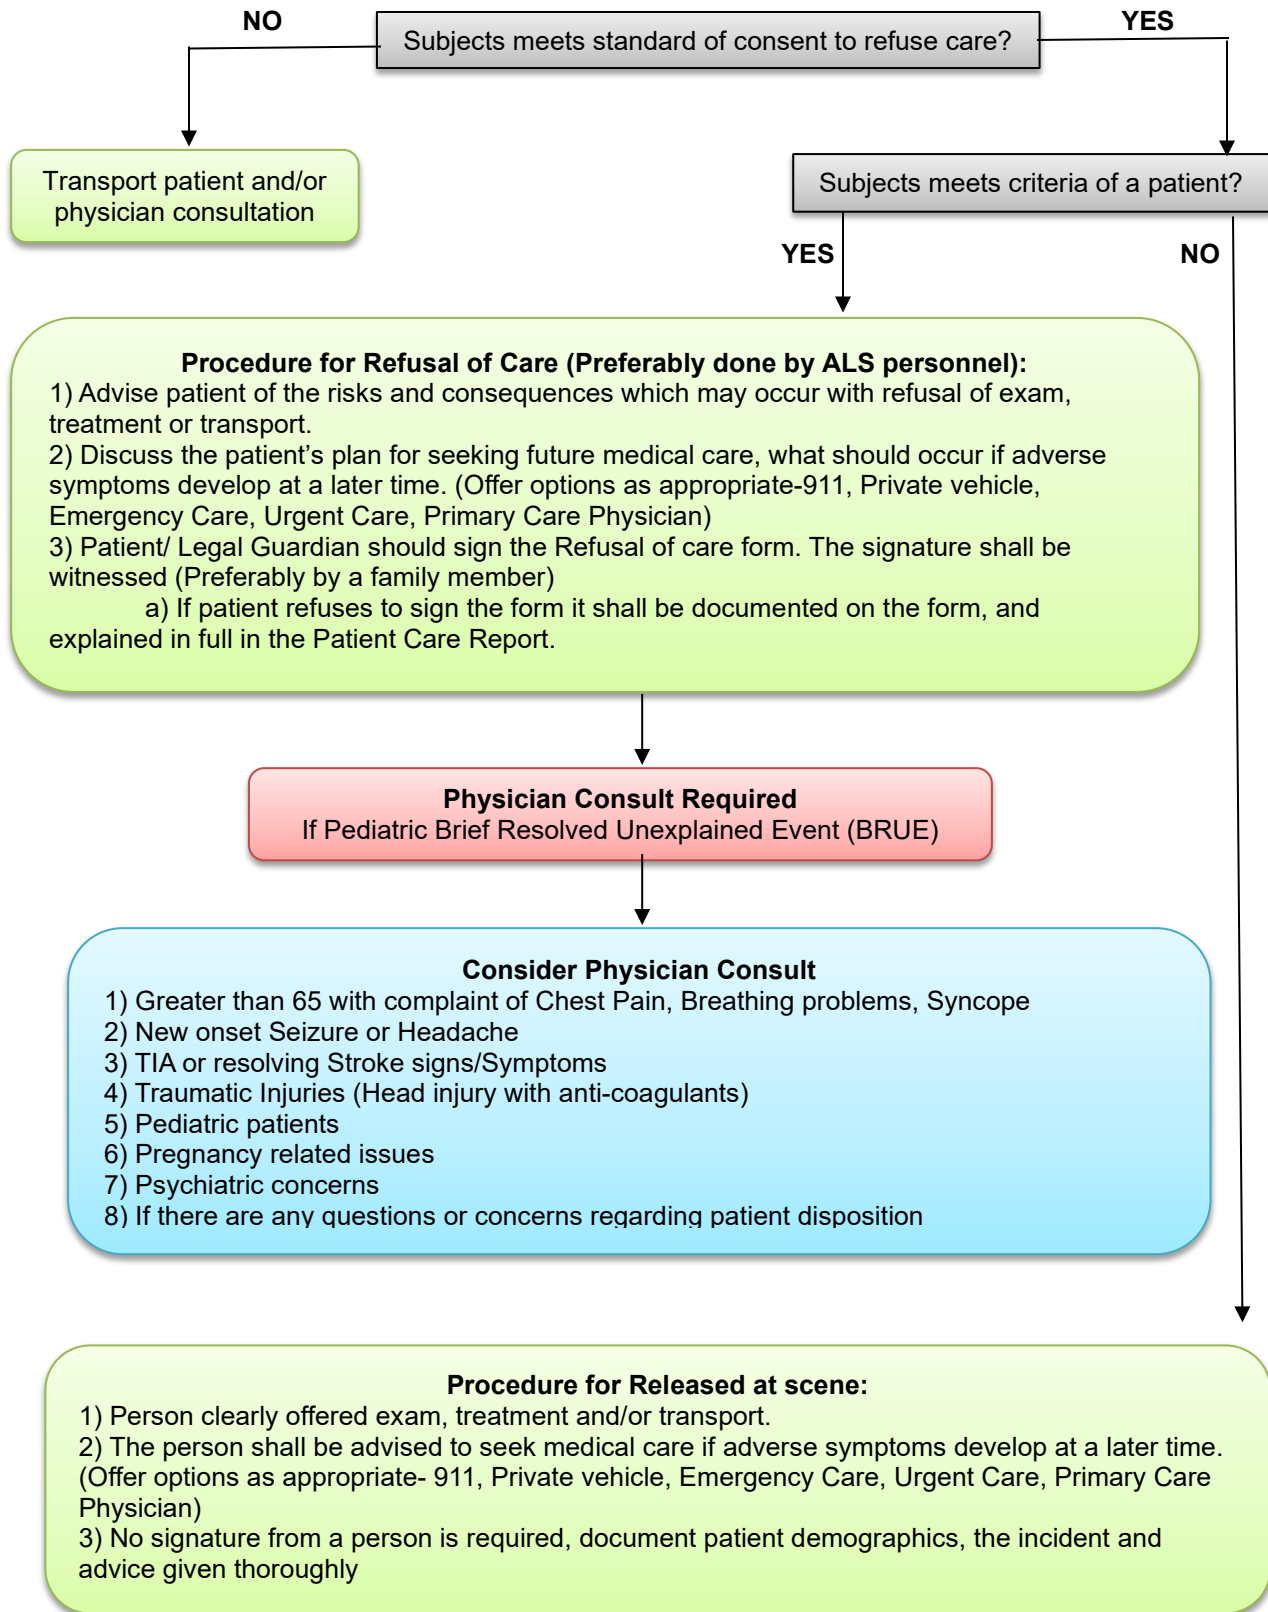 NO
YES
Subjects meets standard of consent to refuse care?
Transport patient and/or
physician consultation
Subjects meets criteria of a patient?
YES
NO
Procedure for Refusal of Care (Preferably done by ALS personnel):
1) Advise patient of the risks and consequences which may occur with refusal of exam,
treatment or transport.
2) Discuss the patient’s plan for seeking future medical care, what should occur if adverse
symptoms develop at a later time. (Offer options as appropriate-911, Private vehicle,
Emergency Care, Urgent Care, Primary Care Physician)
3) Patient/ Legal Guardian should sign the Refusal of care form. The signature shall be
witnessed (Preferably by a family member)
a) If patient refuses to sign the form it shall be documented on the form, and
explained in full in the Patient Care Report.
Physician Consult Required
If Pediatric Brief Resolved Unexplained Event (BRUE)
Consider Physician Consult
1) Greater than 65 with complaint of Chest Pain, Breathing problems, Syncope
2) New onset Seizure or Headache
3) TIA or resolving Stroke signs/Symptoms
4) Traumatic Injuries (Head injury with anti-coagulants)
5) Pediatric patients
6) Pregnancy related issues
7) Psychiatric concerns
8) If there are any questions or concerns regarding patient disposition
Procedure for Released at scene:
1) Person clearly offered exam, treatment and/or transport.
2) The person shall be advised to seek medical care if adverse symptoms develop at a later time.
(Offer options as appropriate- 911, Private vehicle, Emergency Care, Urgent Care, Primary Care
Physician)
3) No signature from a person is required, document patient demographics, the incident and
advice given thoroughly